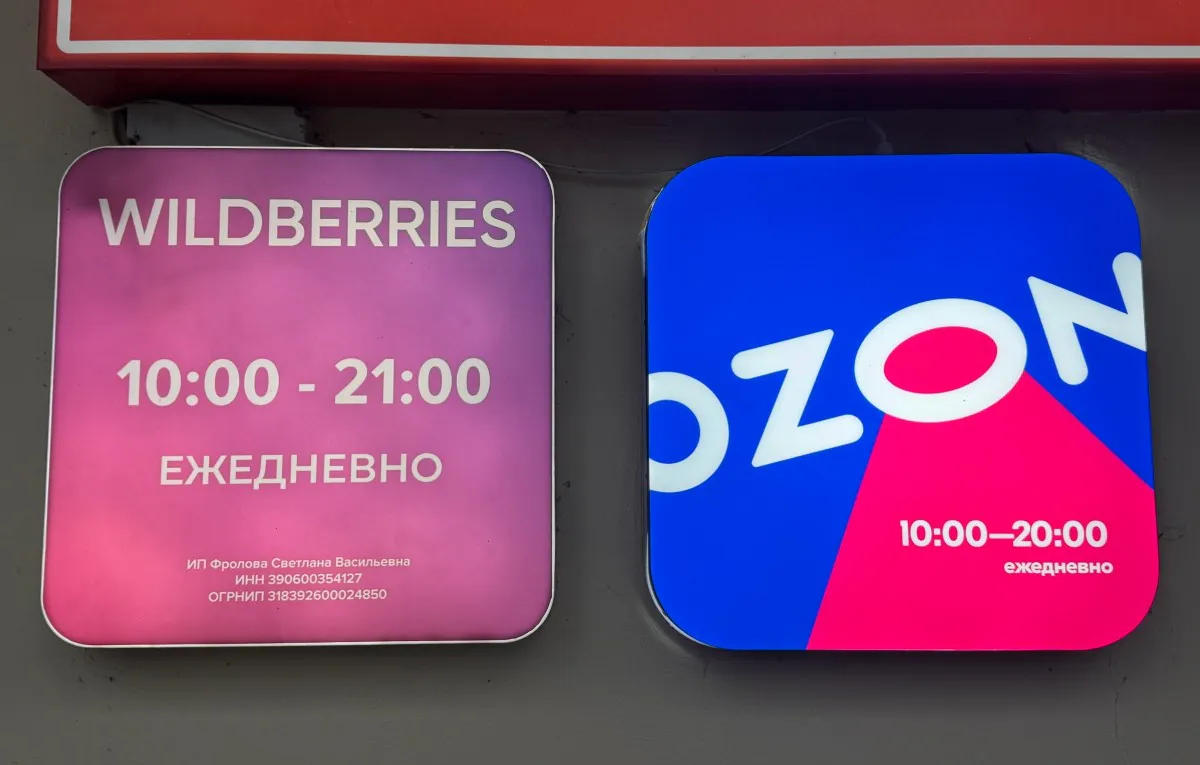 WILDBERRIES
10:00 - 21:00
ЕЖЕДНЕВНО
ИП Фролова Светлана Васильевна
ИНН 390600354127
ОГРНИП 318392600024850
OZON
10:00—20:00
ежедневно